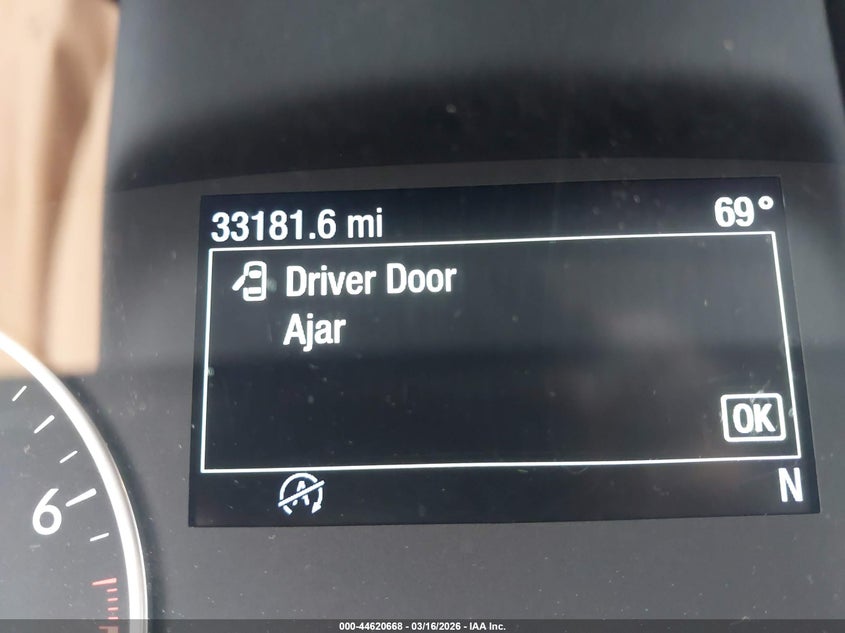 33181.6 mi 69°
Driver Door
Ajar
OK
N
6
000-44620668 - 03/16/2026 - IAA Inc.